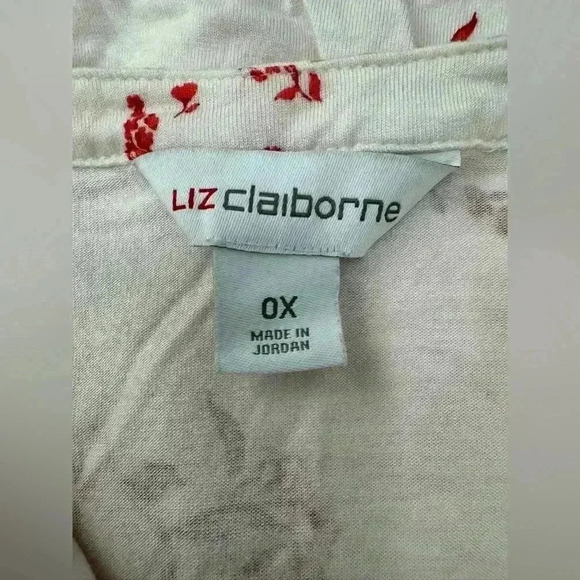 LIZ claiborne
0X
MADE IN
JORDAN